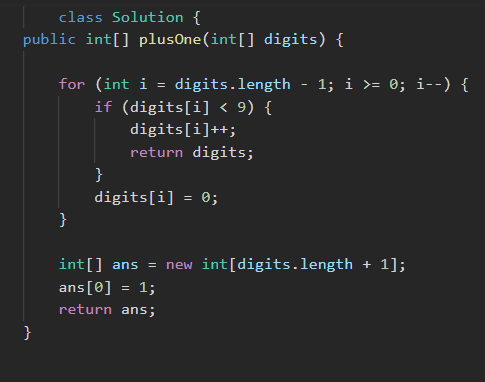 class Solution {
public int[] plusOne(int[] digits) {
for (int i = digits.length - 1; i >= 0; i--) {
if (digits[i] < 9) {
digits[i]++;
return digits;
}
digits[i] = 0;
}
int[] ans = new int[digits.length + 1];
ans[0] = 1;
return ans;
}